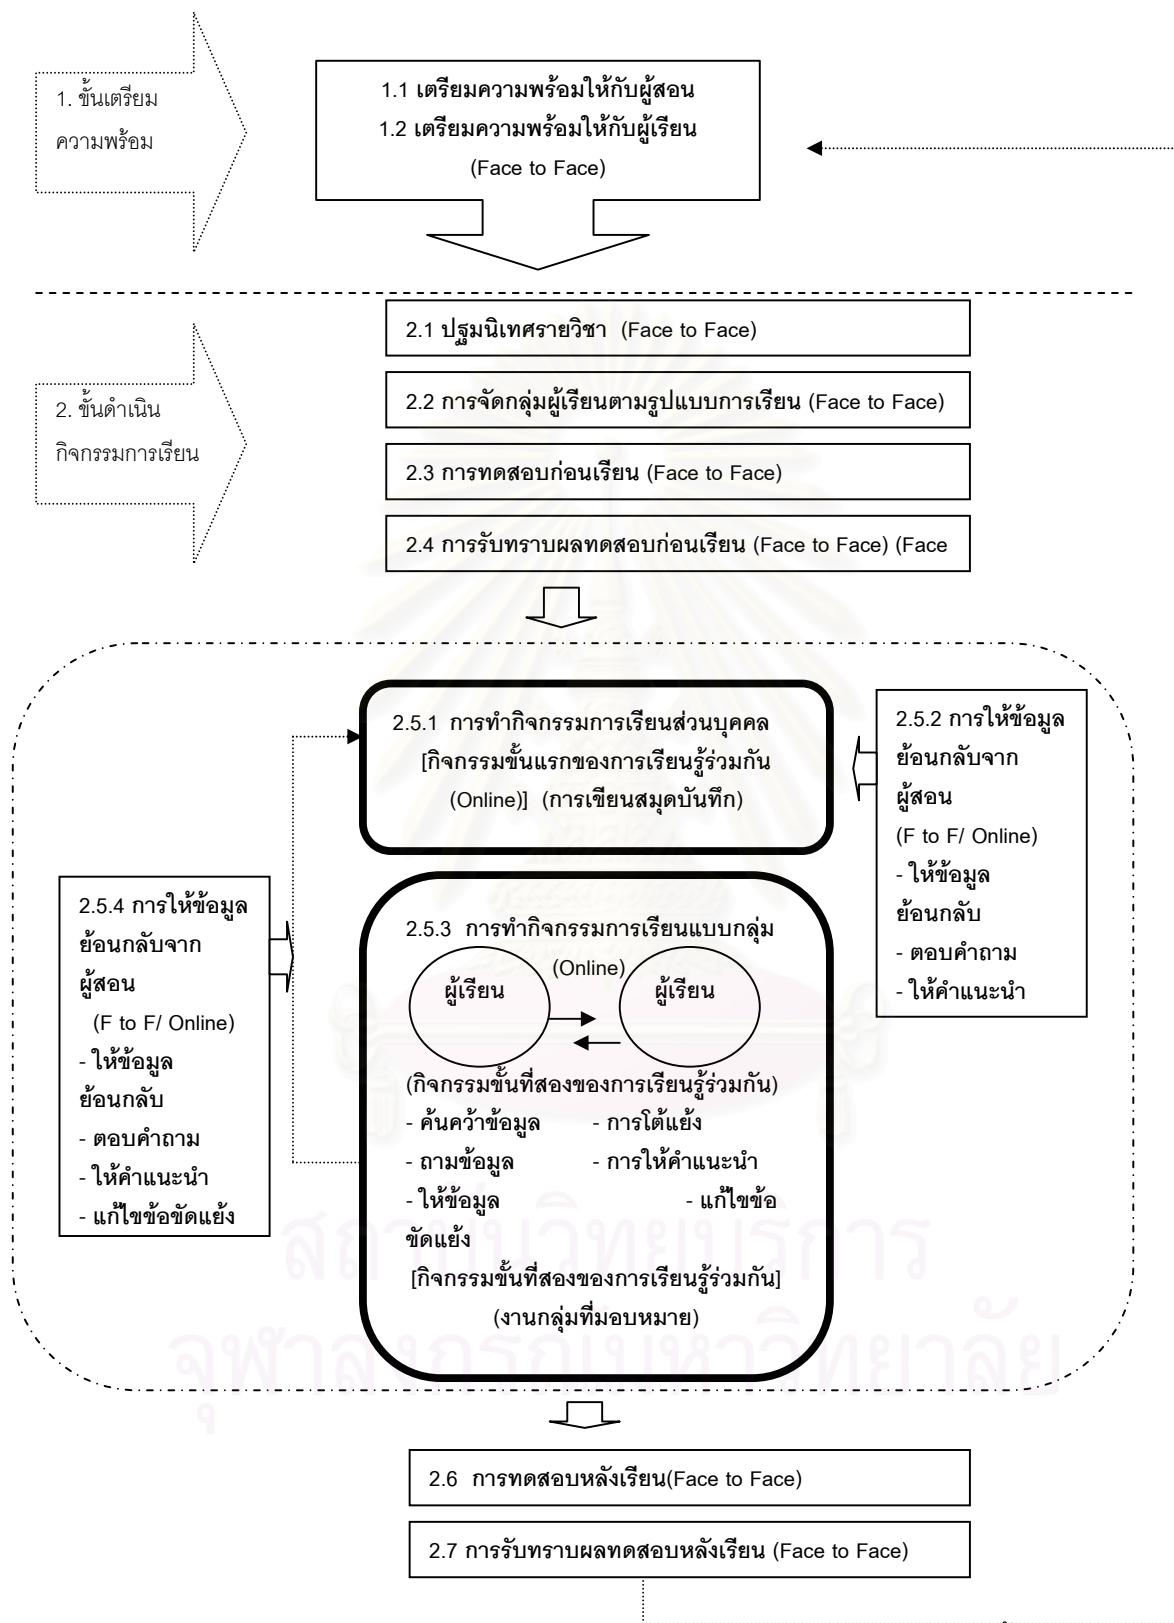 1. ขั้นเตรียม
ความพร้อม
1.1 เตรียมความพร้อมให้กับผู้สอน
1.2 เตรียมความพร้อมให้กับผู้เรียน
(Face to Face)
2. ขั้นดำเนิน
กิจกรรมการเรียน
2.1 ปฐมนิเทศรายวิชา (Face to Face)
2.2 การจัดกลุ่มผู้เรียนตามรูปแบบการเรียน (Face to Face)
2.3 การทดสอบก่อนเรียน (Face to Face)
2.4 การรับทราบผลทดสอบก่อนเรียน (Face to Face) (Face
2.5.1 การทำกิจกรรมการเรียนส่วนบุคคล
[กิจกรรมขั้นแรกของการเรียนรู้ร่วมกัน
(Online)] (การเขียนสมุดบันทึก)
2.5.2 การให้ข้อมูล
ย้อนกลับจาก
ผู้สอน
(F to F/ Online)
- ให้ข้อมูล
ย้อนกลับ
- ตอบคำถาม
- ให้คำแนะนำ
2.5.4 การให้ข้อมูล
ย้อนกลับจาก
ผู้สอน
(F to F/ Online)
- ให้ข้อมูล
ย้อนกลับ
- ตอบคำถาม
- ให้คำแนะนำ
- แก้ไขข้อขัดแย้ง
2.5.3 การทำกิจกรรมการเรียนแบบกลุ่ม
(Online)
ผู้เรียน ผู้เรียน
(กิจกรรมขั้นที่สองของการเรียนรู้ร่วมกัน)
- ค้นคว้าข้อมูล - การโต้แย้ง
- ถามข้อมูล - การให้คำแนะนำ
- ให้ข้อมูล - แก้ไขข้อ
ขัดแย้ง
[กิจกรรมขั้นที่สองของการเรียนรู้ร่วมกัน]
(งานกลุ่มที่มอบหมาย)
สถาบันวิทยบริการ
จุฬาลงกรณ์มหาวิทยาลัย
2.6 การทดสอบหลังเรียน(Face to Face)
2.7 การรับทราบผลทดสอบหลังเรียน (Face to Face)